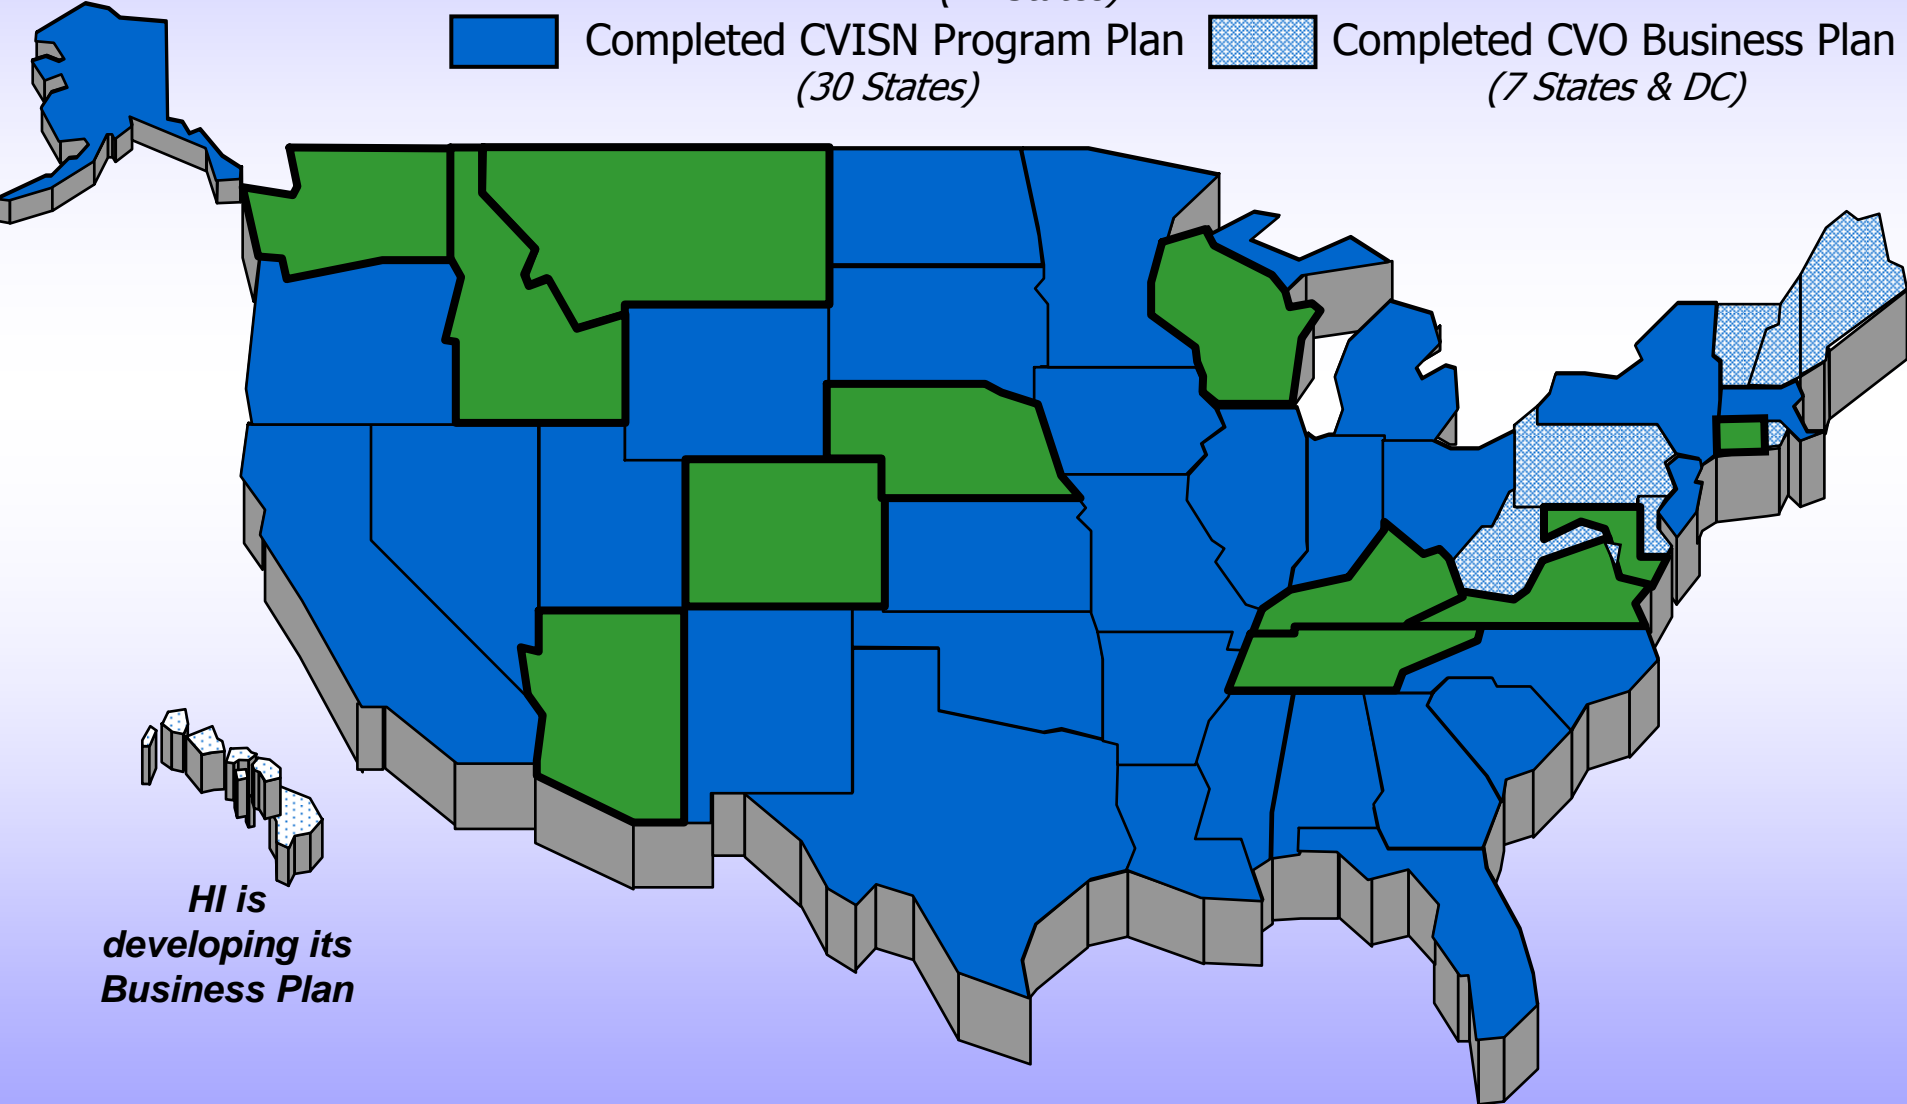 Completed CVISN Program Plan
(30 States)
Completed CVO Business Plan
(7 States & DC)
HI is
developing its
Business Plan